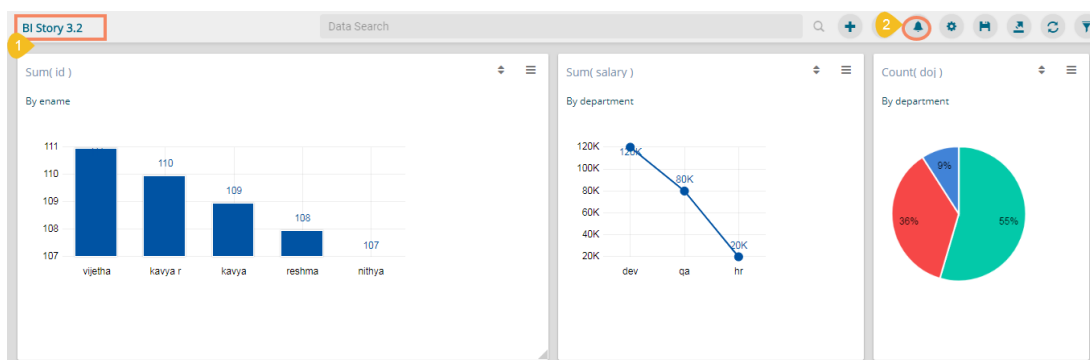 BI Story 3.2
Data Search
2
1
Sum( id )
By ename
111
110
109
108
107
110
109
108
107
vijetha
kavya r
kavya
reshma
nithya
Sum( salary )
By department
120K
100K
80K
60K
40K
20K
120K
80K
20K
dev
qa
hr
Count( doj )
By department
9%
36%
55%